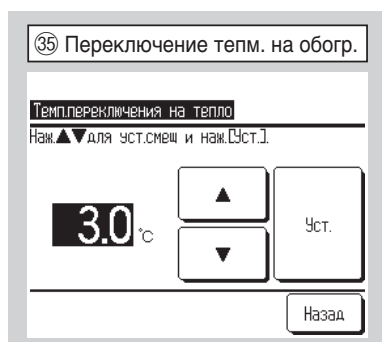 ㉟ Переключение тепм. на обогр.
Темп.переключения на тепло
Наж.▲▼для уст.смещ и наж.[Уст.].
▲
3.0 °C
Уст.
▼
Назад